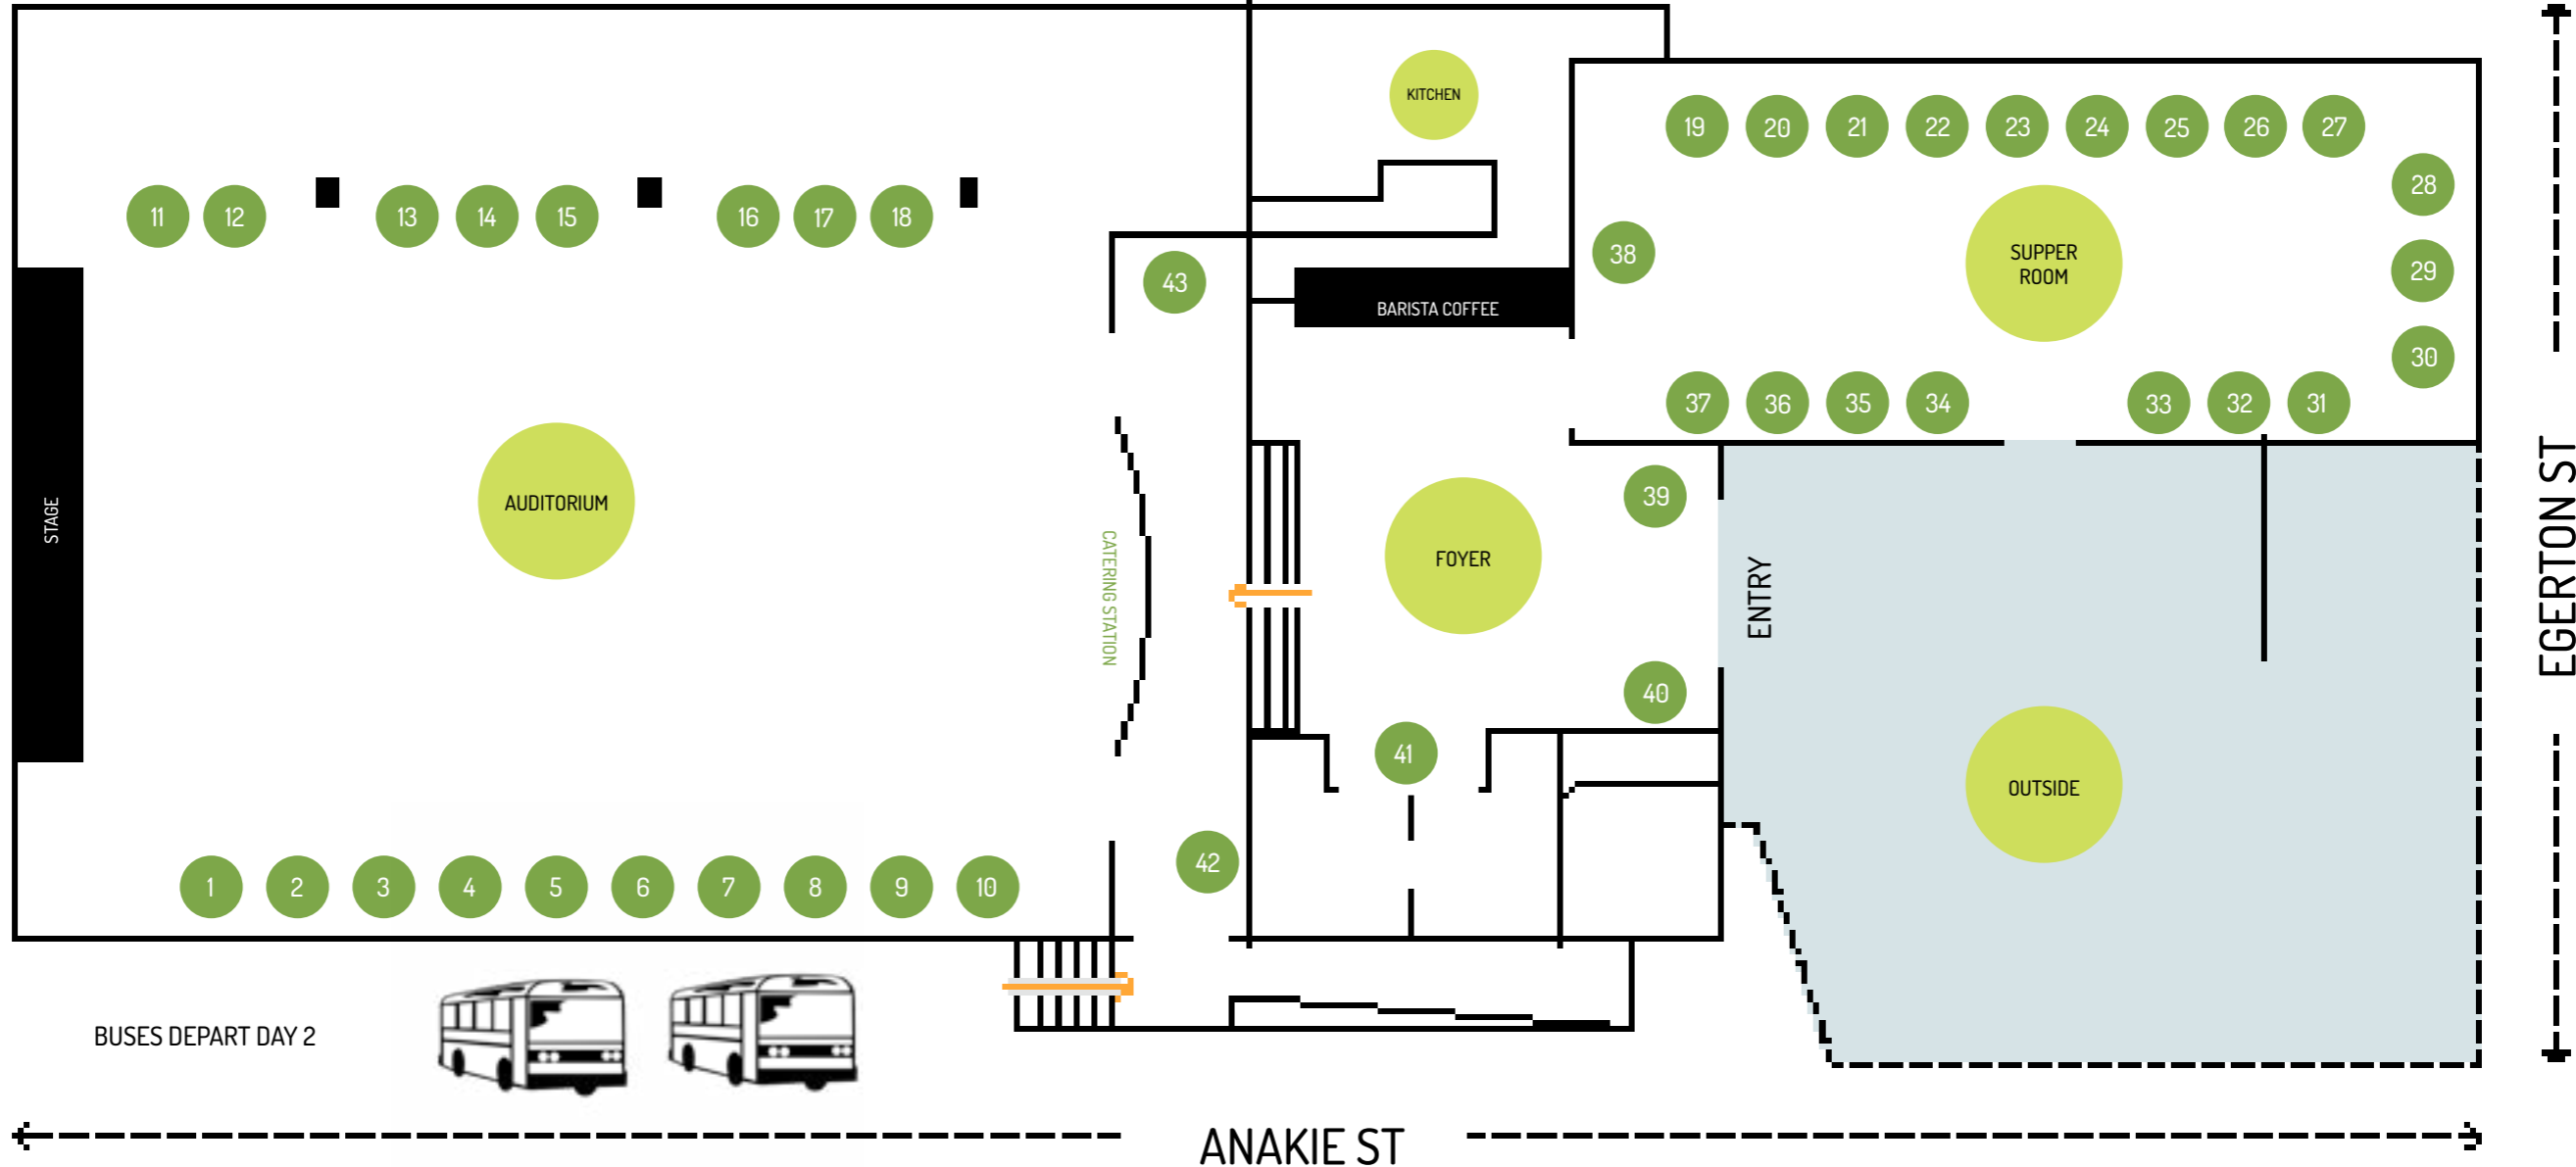 KITCHEN
19 20 21 22 23 24 25 26 27
28
11 12 13 14 15 16 17 18
38
SUPPER
ROOM
29
43
BARISTA COFFEE
30
37 36 35 34 33 32 31
STAGE
AUDITORIUM
CATERING STATION
FOYER
39
ENTRY
EGERTON ST
40
41
OUTSIDE
42
1 2 3 4 5 6 7 8 9 10
BUSES DEPART DAY 2
ANAKIE ST